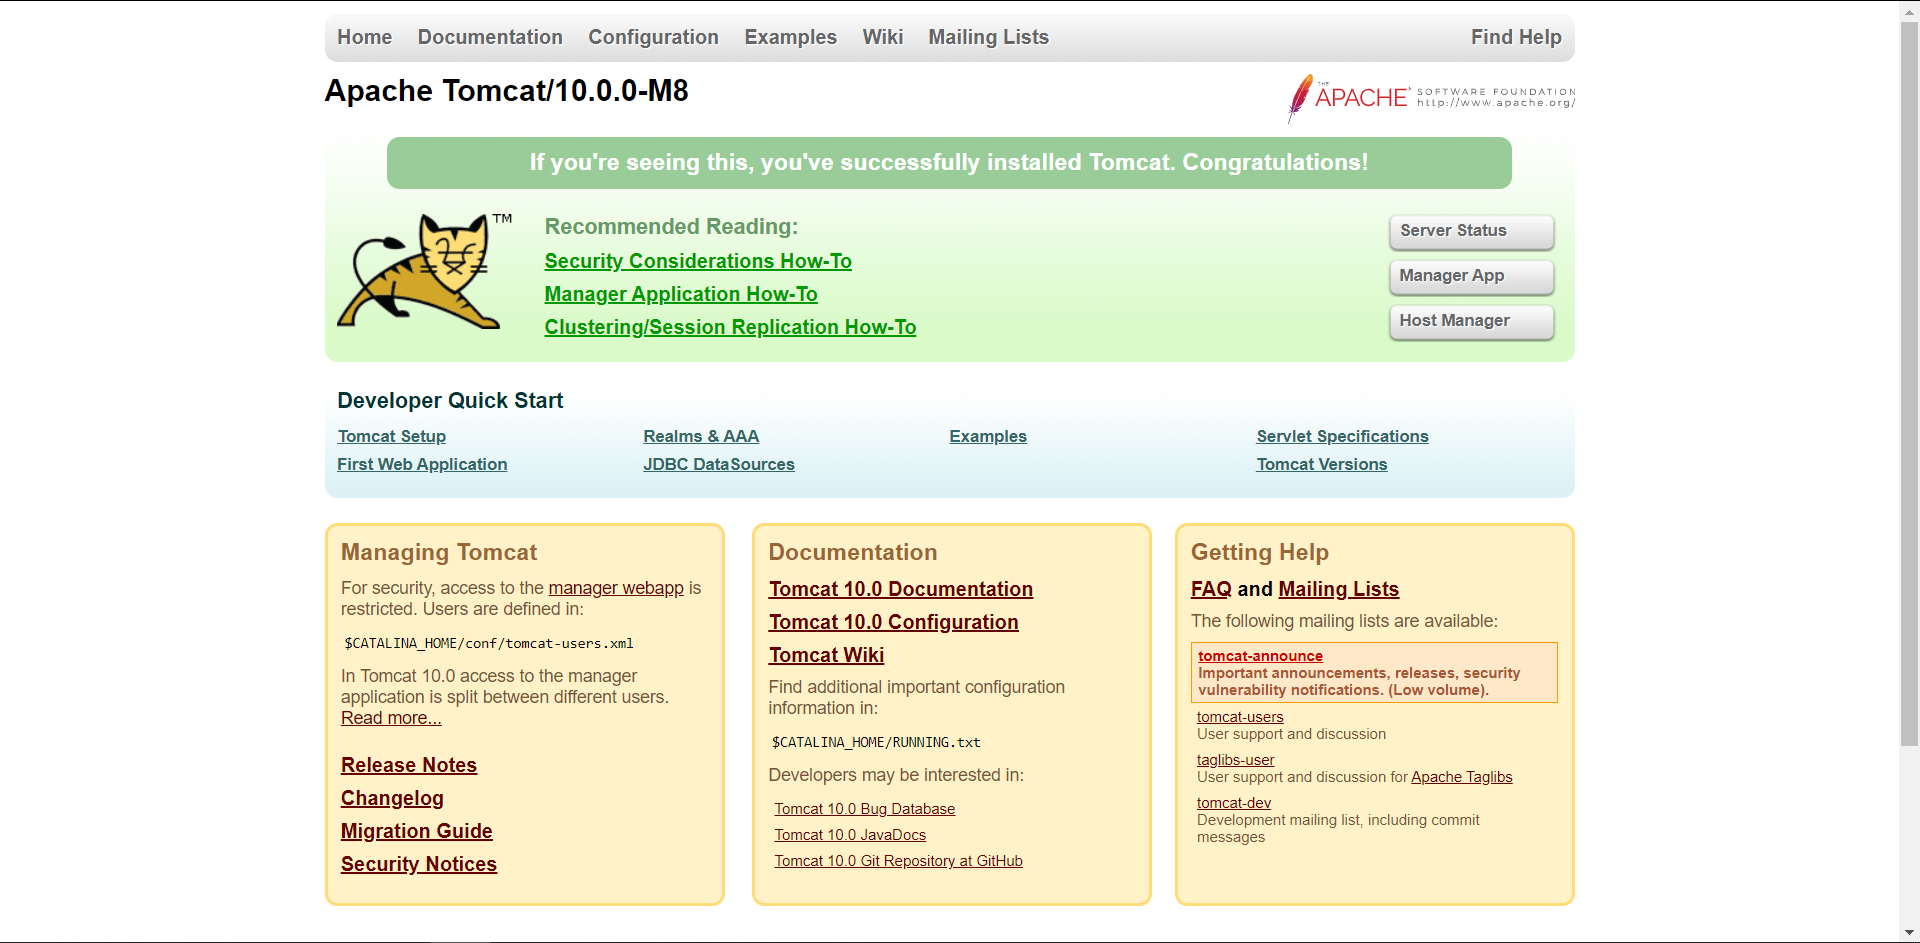 Home Documentation Configuration Examples Wiki Mailing Lists Find Help
Apache Tomcat/10.0.0-M8
THE
APACHE
SOFTWARE FOUNDATION
http://www.apache.org/
If you're seeing this, you've successfully installed Tomcat. Congratulations!
TM
Recommended Reading:
Security Considerations How-To
Manager Application How-To
Clustering/Session Replication How-To
Server Status
Manager App
Host Manager
Developer Quick Start
Tomcat Setup
First Web Application
Realms & AAA
JDBC DataSources
Examples
Servlet Specifications
Tomcat Versions
Managing Tomcat
For security, access to the manager webapp is
restricted. Users are defined in:
$CATALINA_HOME/conf/tomcat-users.xml
In Tomcat 10.0 access to the manager
application is split between different users.
Read more...
Release Notes
Changelog
Migration Guide
Security Notices
Documentation
Tomcat 10.0 Documentation
Tomcat 10.0 Configuration
Tomcat Wiki
Find additional important configuration
information in:
$CATALINA_HOME/RUNNING.txt
Developers may be interested in:
Tomcat 10.0 Bug Database
Tomcat 10.0 JavaDocs
Tomcat 10.0 Git Repository at GitHub
Getting Help
FAQ and Mailing Lists
The following mailing lists are available:
tomcat-announce
Important announcements, releases, security
vulnerability notifications. (Low volume).
tomcat-users
User support and discussion
taglibs-user
User support and discussion for Apache Taglibs
tomcat-dev
Development mailing list, including commit
messages